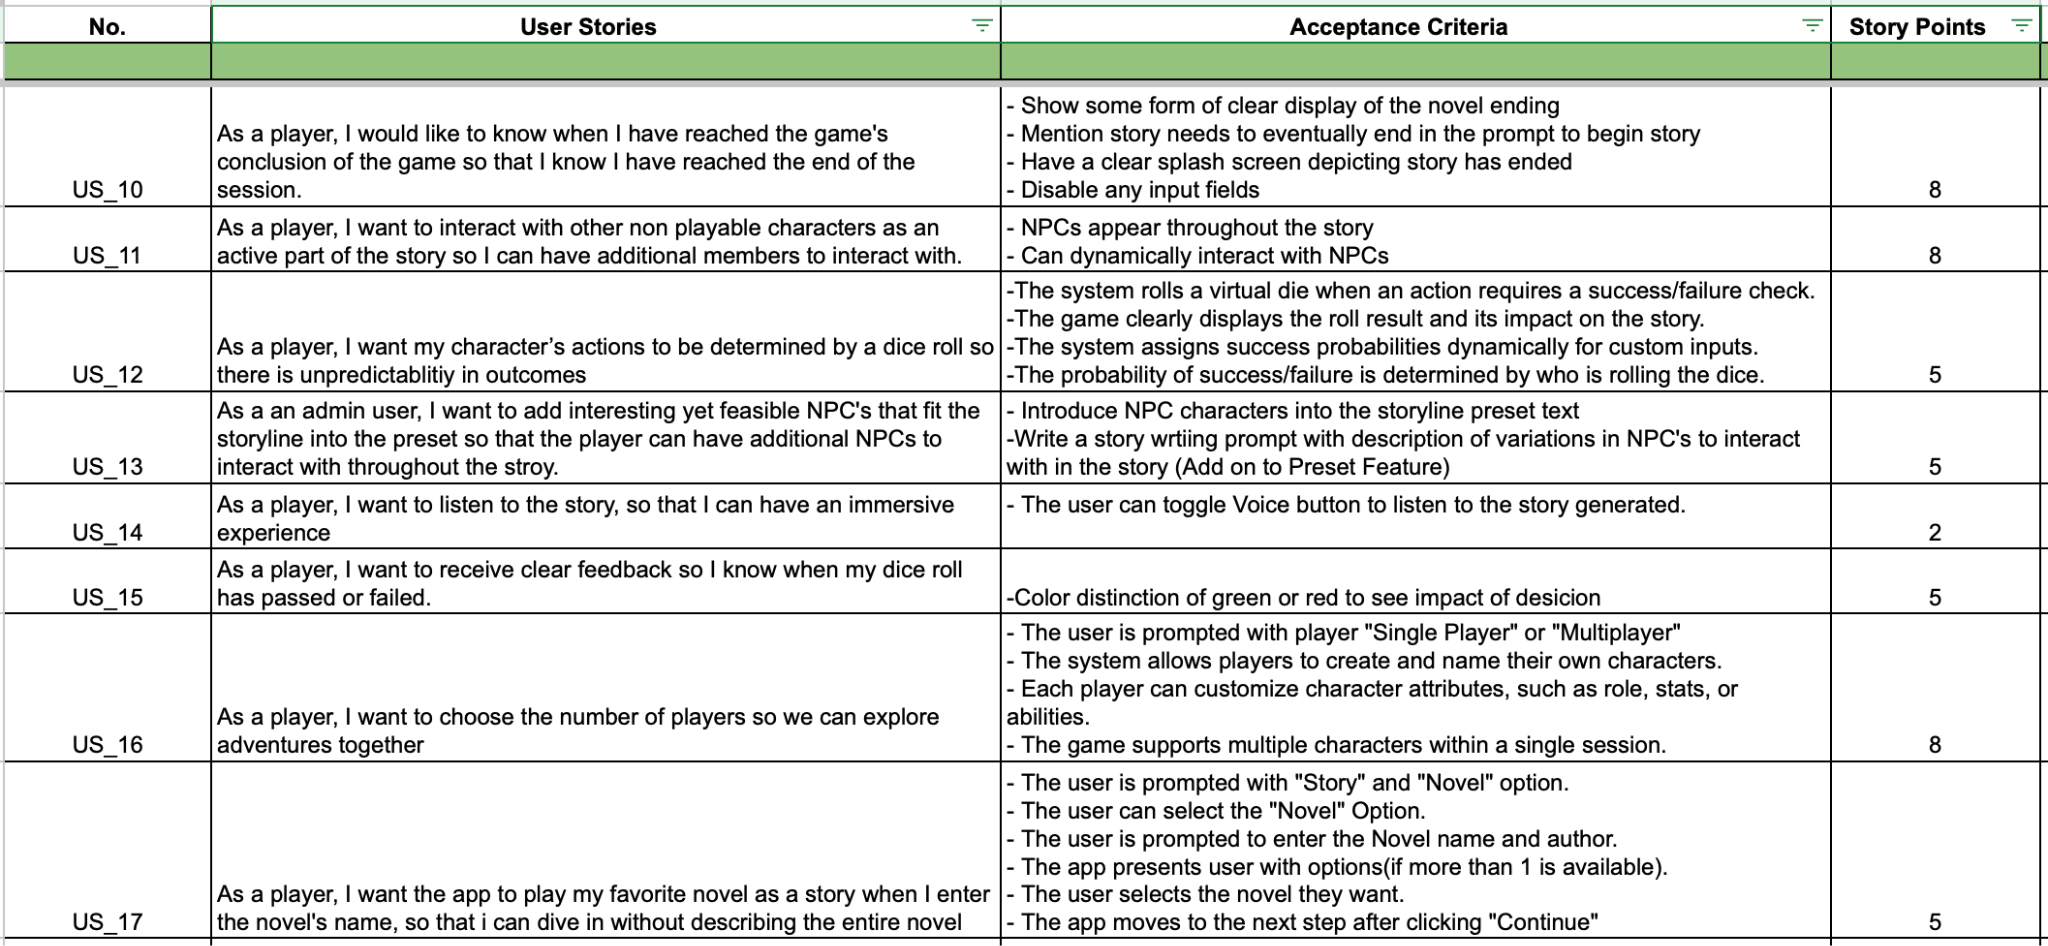 No.
User Stories
Acceptance Criteria
Story Points
US_10
As a player, I would like to know when I have reached the game's
conclusion of the game so that I know I have reached the end of the
session.
- Show some form of clear display of the novel ending
- Mention story needs to eventually end in the prompt to begin story
- Have a clear splash screen depicting story has ended
- Disable any input fields
8
US_11
As a player, I want to interact with other non playable characters as an
active part of the story so I can have additional members to interact with.
- NPCs appear throughout the story
- Can dynamically interact with NPCs
8
US_12
As a player, I want my character’s actions to be determined by a dice roll so
there is unpredictablitiy in outcomes
-The system rolls a virtual die when an action requires a success/failure check.
-The game clearly displays the roll result and its impact on the story.
-The system assigns success probabilities dynamically for custom inputs.
-The probability of success/failure is determined by who is rolling the dice.
5
US_13
As a an admin user, I want to add interesting yet feasible NPC's that fit the
storyline into the preset so that the player can have additional NPCs to
interact with throughout the stroy.
- Introduce NPC characters into the storyline preset text
-Write a story wrtiing prompt with description of variations in NPC's to interact
with in the story (Add on to Preset Feature)
5
US_14
As a player, I want to listen to the story, so that I can have an immersive
experience
- The user can toggle Voice button to listen to the story generated.
2
US_15
As a player, I want to receive clear feedback so I know when my dice roll
has passed or failed.
-Color distinction of green or red to see impact of desicion
5
US_16
As a player, I want to choose the number of players so we can explore
adventures together
- The user is prompted with player "Single Player" or "Multiplayer"
- The system allows players to create and name their own characters.
- Each player can customize character attributes, such as role, stats, or
abilities.
- The game supports multiple characters within a single session.
8
US_17
As a player, I want the app to play my favorite novel as a story when I enter
the novel's name, so that i can dive in without describing the entire novel
- The user is prompted with "Story" and "Novel" option.
- The user can select the "Novel" Option.
- The user is prompted to enter the Novel name and author.
- The app presents user with options(if more than 1 is available).
- The user selects the novel they want.
- The app moves to the next step after clicking "Continue"
5